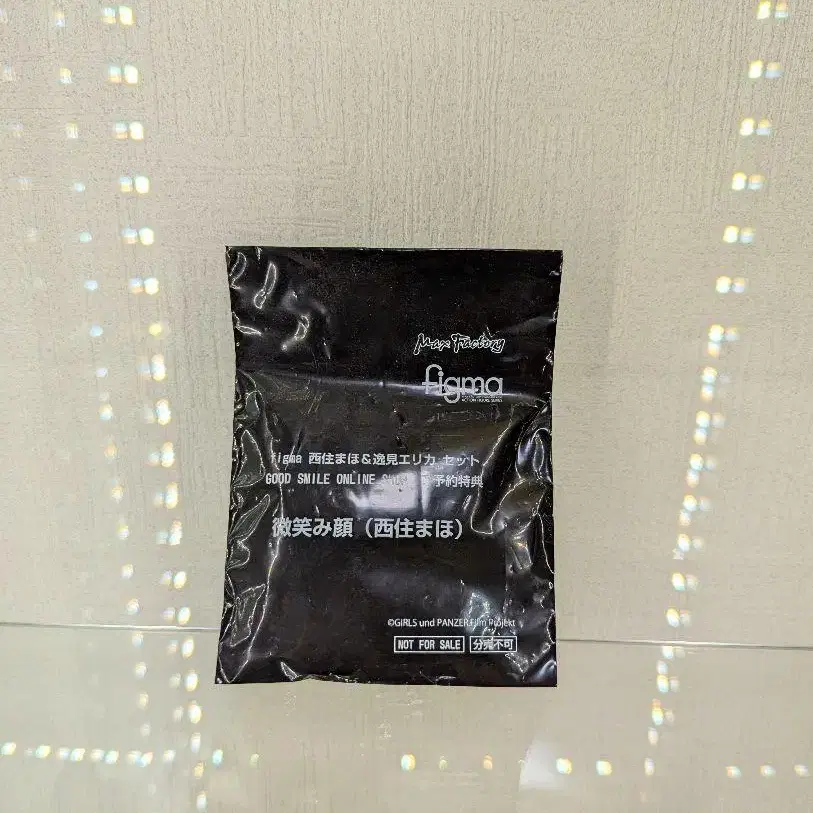 Max Factory
figma
figma 西住まほ&逸見エリカ セット
GOOD SMILE ONLINE 予約特典
微笑み顔(西住まほ)
©GIRLS und PANZER Film Projekt
NOT FOR SALE 分売不可